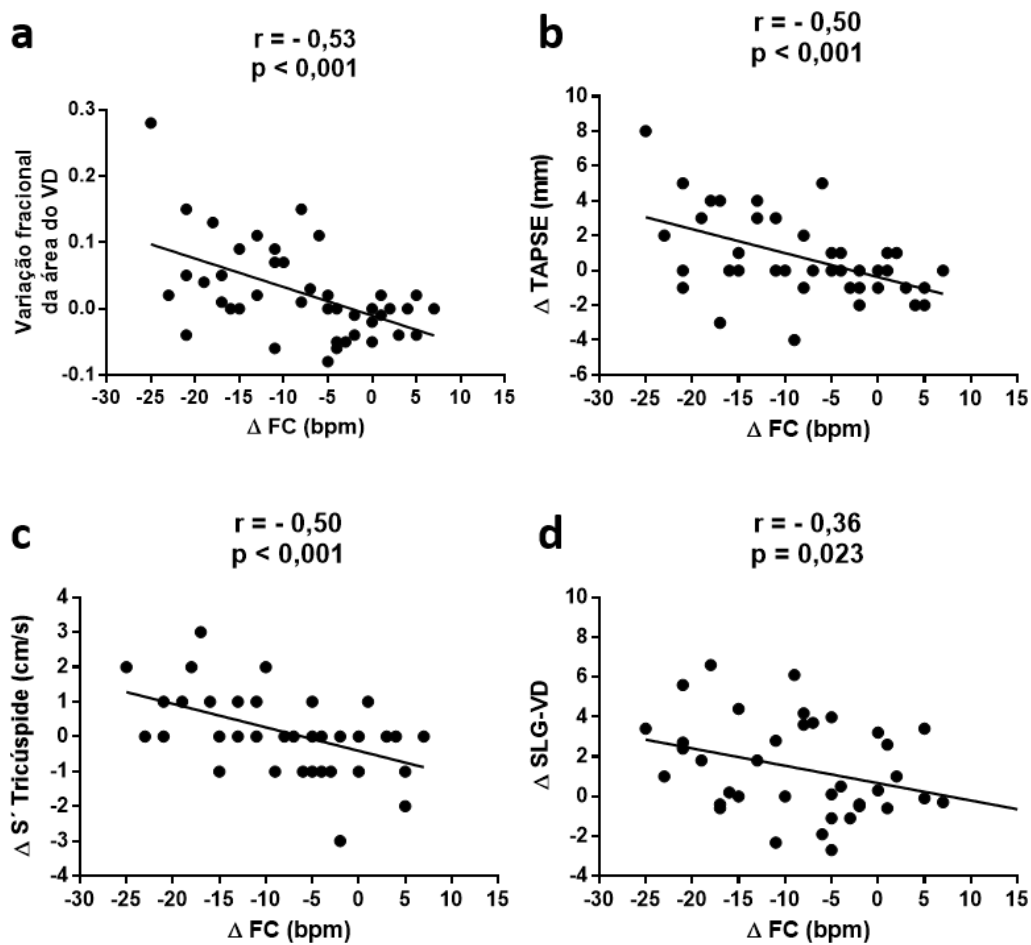 a
r = - 0,53
p < 0,001
Variação fracional
da área do VD
0.3
0.2
0.1
0.0
-0.1
-30 -25 -20 -15 -10 -5 0 5 10 15
Δ FC (bpm)
b
r = - 0,50
p < 0,001
Δ TAPSE (mm)
10
8
6
4
2
0
-2
-4
-6
-30 -25 -20 -15 -10 -5 0 5 10 15
Δ FC (bpm)
c
r = - 0,50
p < 0,001
Δ S´ Tricúspide (cm/s)
4
3
2
1
0
-1
-2
-3
-4
-30 -25 -20 -15 -10 -5 0 5 10 15
Δ FC (bpm)
d
r = - 0,36
p = 0,023
Δ SLG-VD
10
8
6
4
2
0
-2
-4
-30 -25 -20 -15 -10 -5 0 5 10 15
Δ FC (bpm)